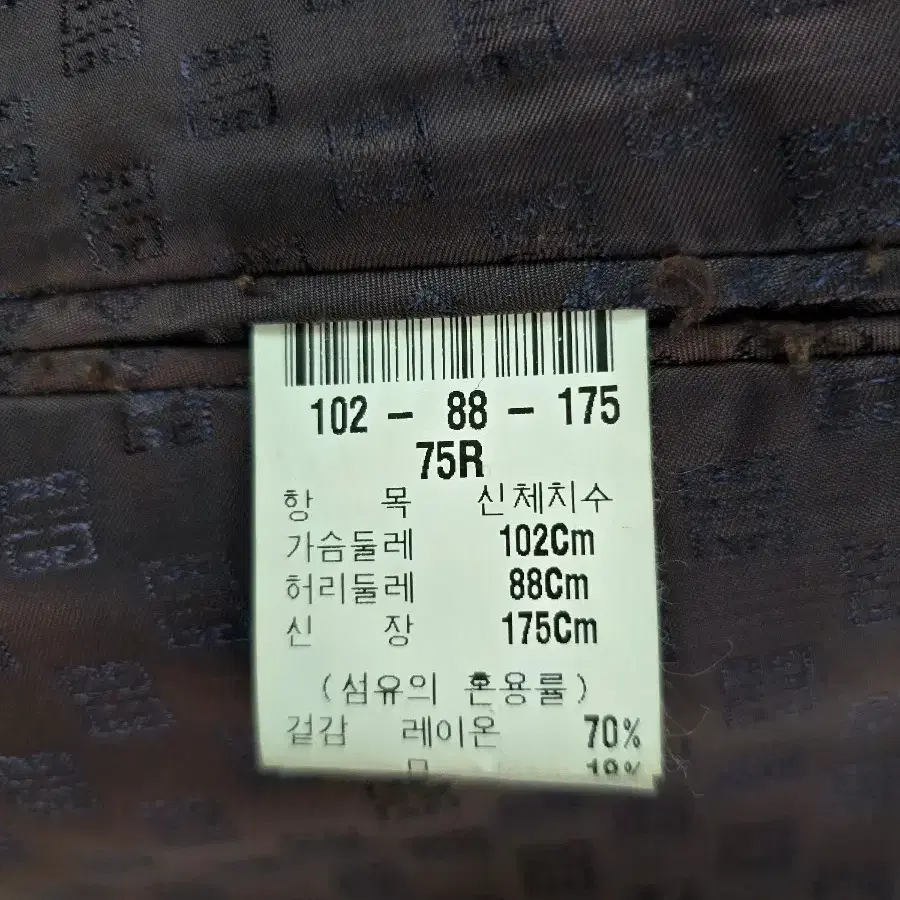 102 - 88 - 175
75R
항 목 신체치수
가슴둘레 102Cm
허리둘레 88Cm
신 장 175Cm
(섬유의 혼용률)
겉감 레이온 70%